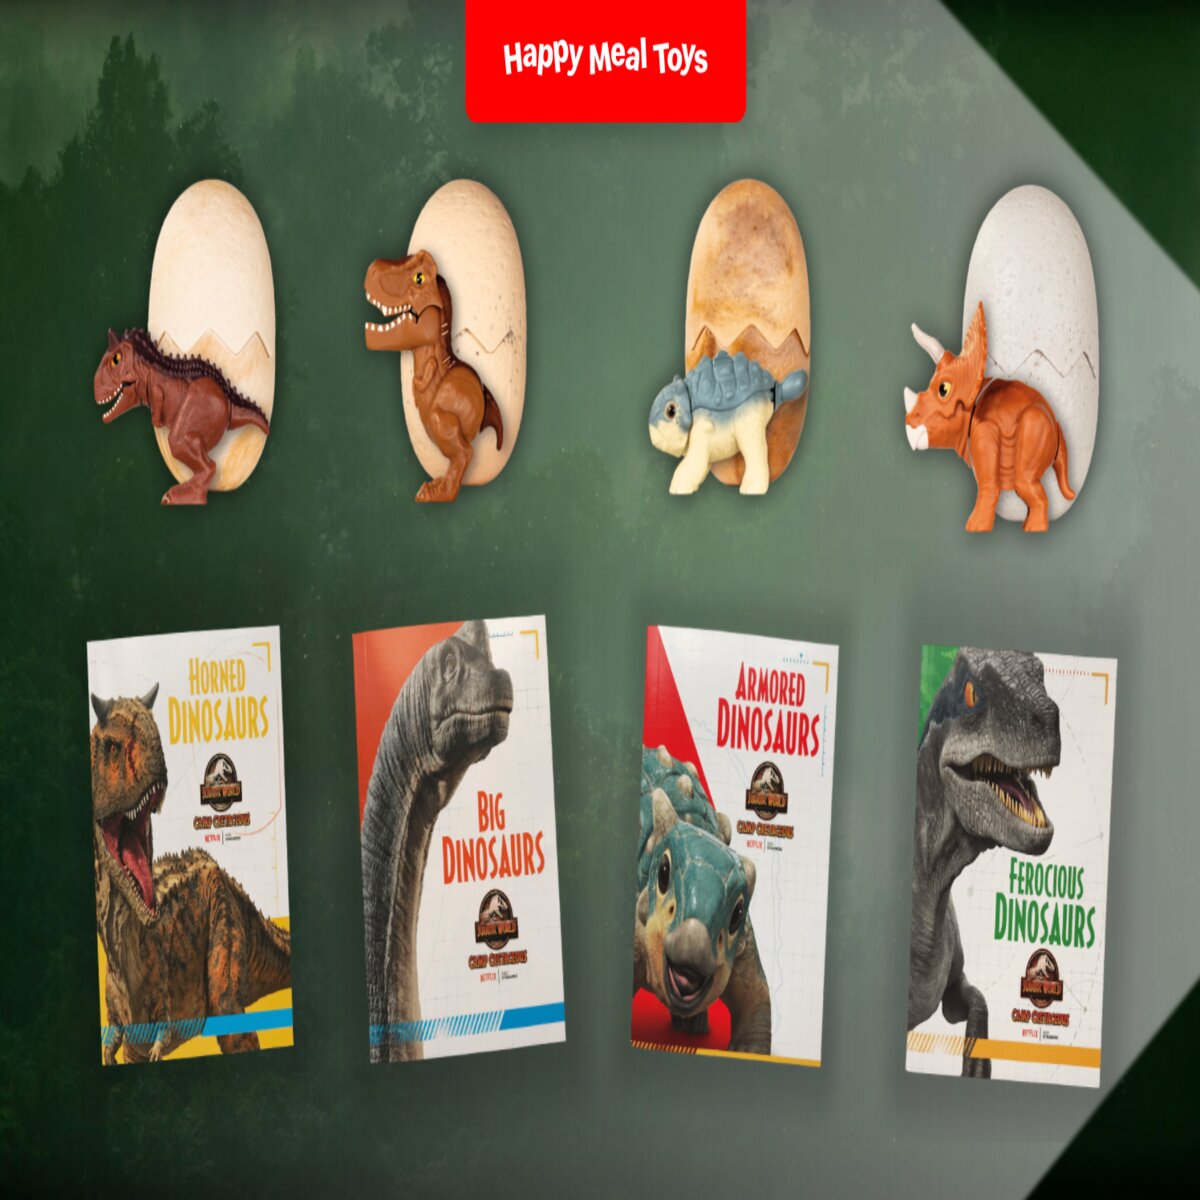 Happy Meal Toys
HORNED
DINOSAURS
JURASSIC WORLD
CAMP CRETACEOUS
NETFLIX
BIG
DINOSAURS
JURASSIC WORLD
CAMP CRETACEOUS
NETFLIX
ARMORED
DINOSAURS
JURASSIC WORLD
CAMP CRETACEOUS
NETFLIX
FEROCIOUS
DINOSAURS
JURASSIC WORLD
CAMP CRETACEOUS
NETFLIX